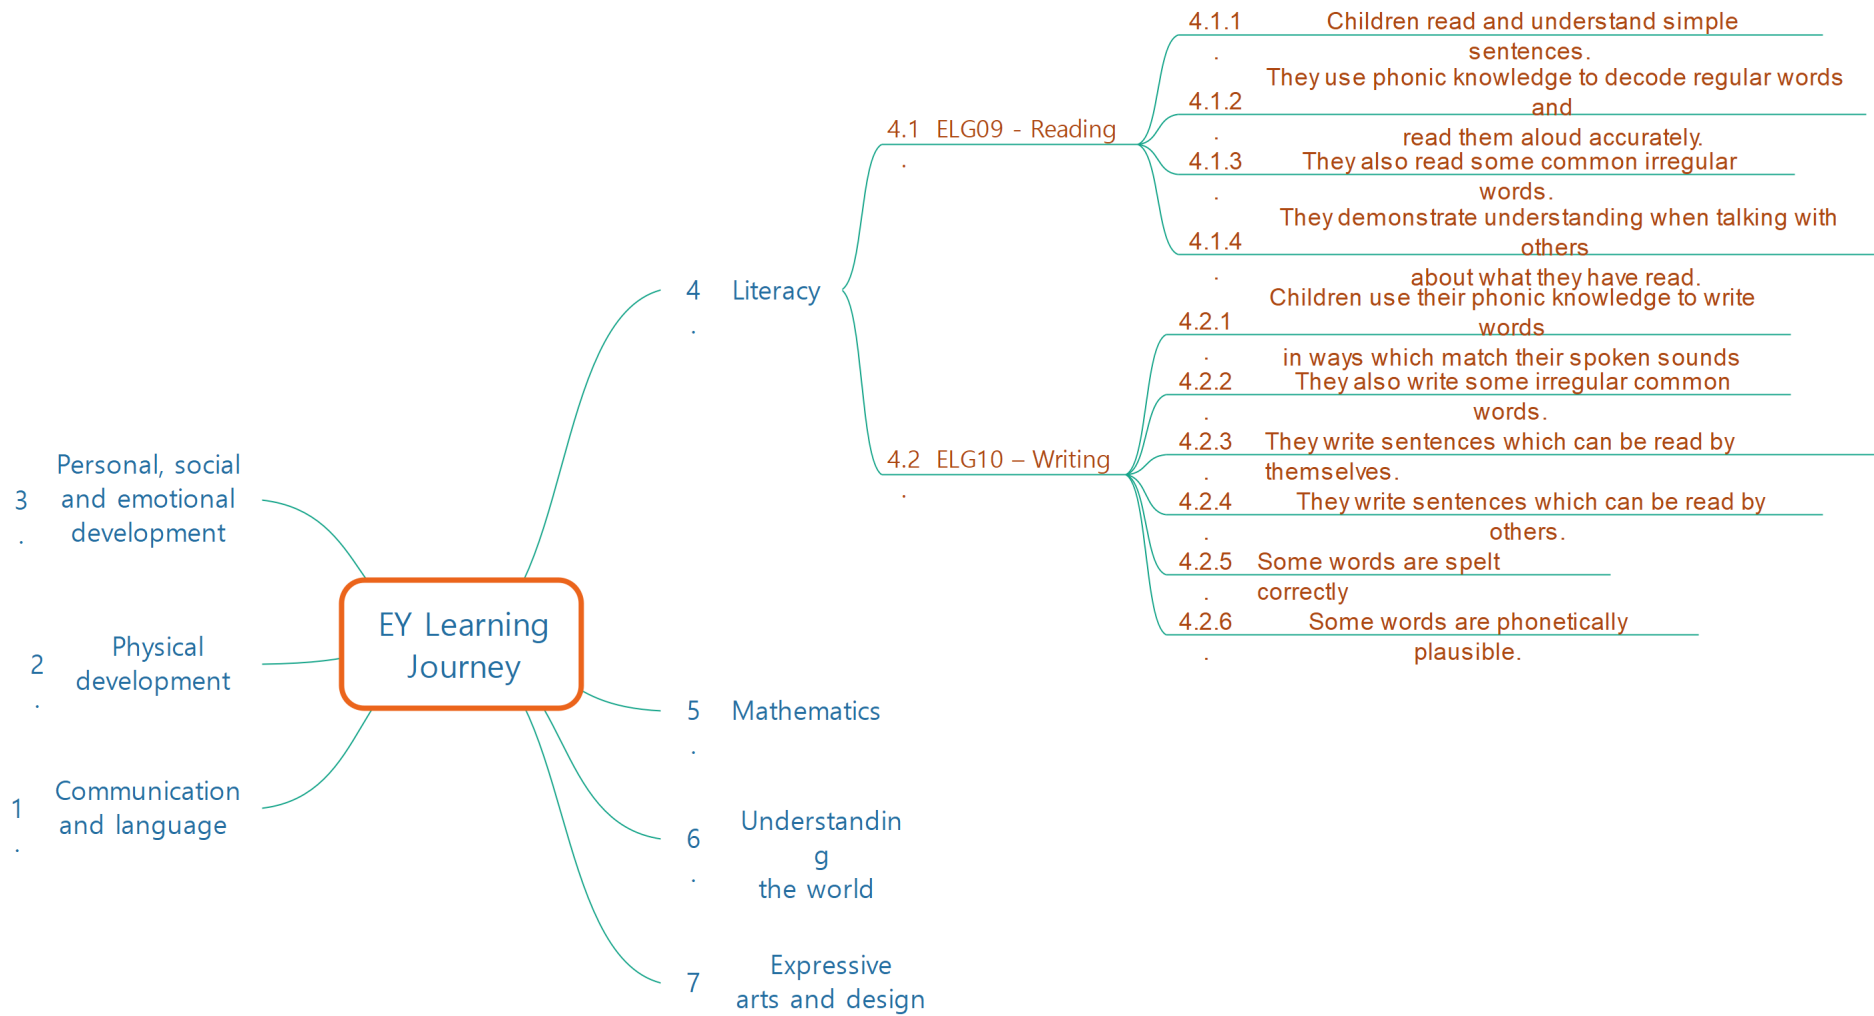 4.1.1
.
Children read and understand simple
sentences.
4.1.2
.
They use phonic knowledge to decode regular words
and
read them aloud accurately.
4.1
.
ELG09 - Reading
4.1.3
.
They also read some common irregular
words.
4.1.4
.
They demonstrate understanding when talking with
others
about what they have read.
4
.
Literacy
4.2.1
.
Children use their phonic knowledge to write
words
in ways which match their spoken sounds
4.2.2
.
They also write some irregular common
words.
4.2
.
ELG10 – Writing
4.2.3
.
They write sentences which can be read by
themselves.
4.2.4
.
They write sentences which can be read by
others.
4.2.5
.
Some words are spelt
correctly
4.2.6
.
Some words are phonetically
plausible.
3
.
Personal, social
and emotional
development
EY Learning
Journey
2
.
Physical
development
1
.
Communication
and language
5
.
Mathematics
6
.
Understandin
g
the world
7
Expressive
arts and design